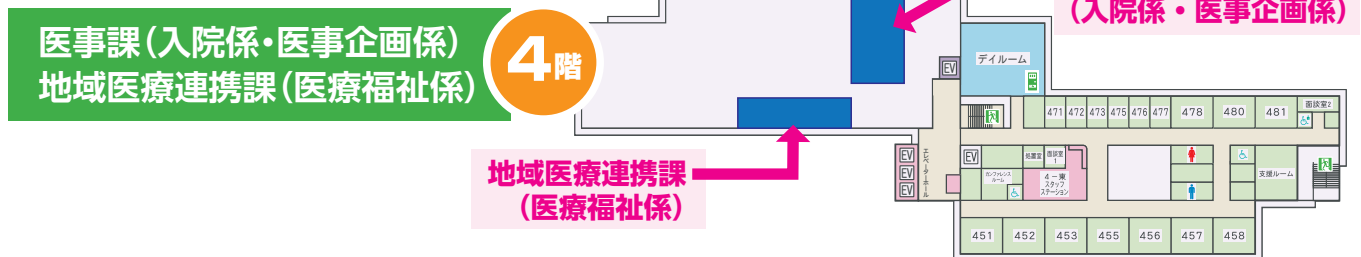 医事課(入院係・医事企画係)
地域医療連携課(医療福祉係)
4階
(入院係・医事企画係)
地域医療連携課
(医療福祉係)
EV
デイルーム
471 472 473 475 476 477 478 480 481
面談室2
EV
EV
EV
エレベーターホール
EV
処置室
面談室
1
カンファレンス
ルーム
4-東
スタッフ
ステーション
支援ルーム
451 452 453 455 456 457 458